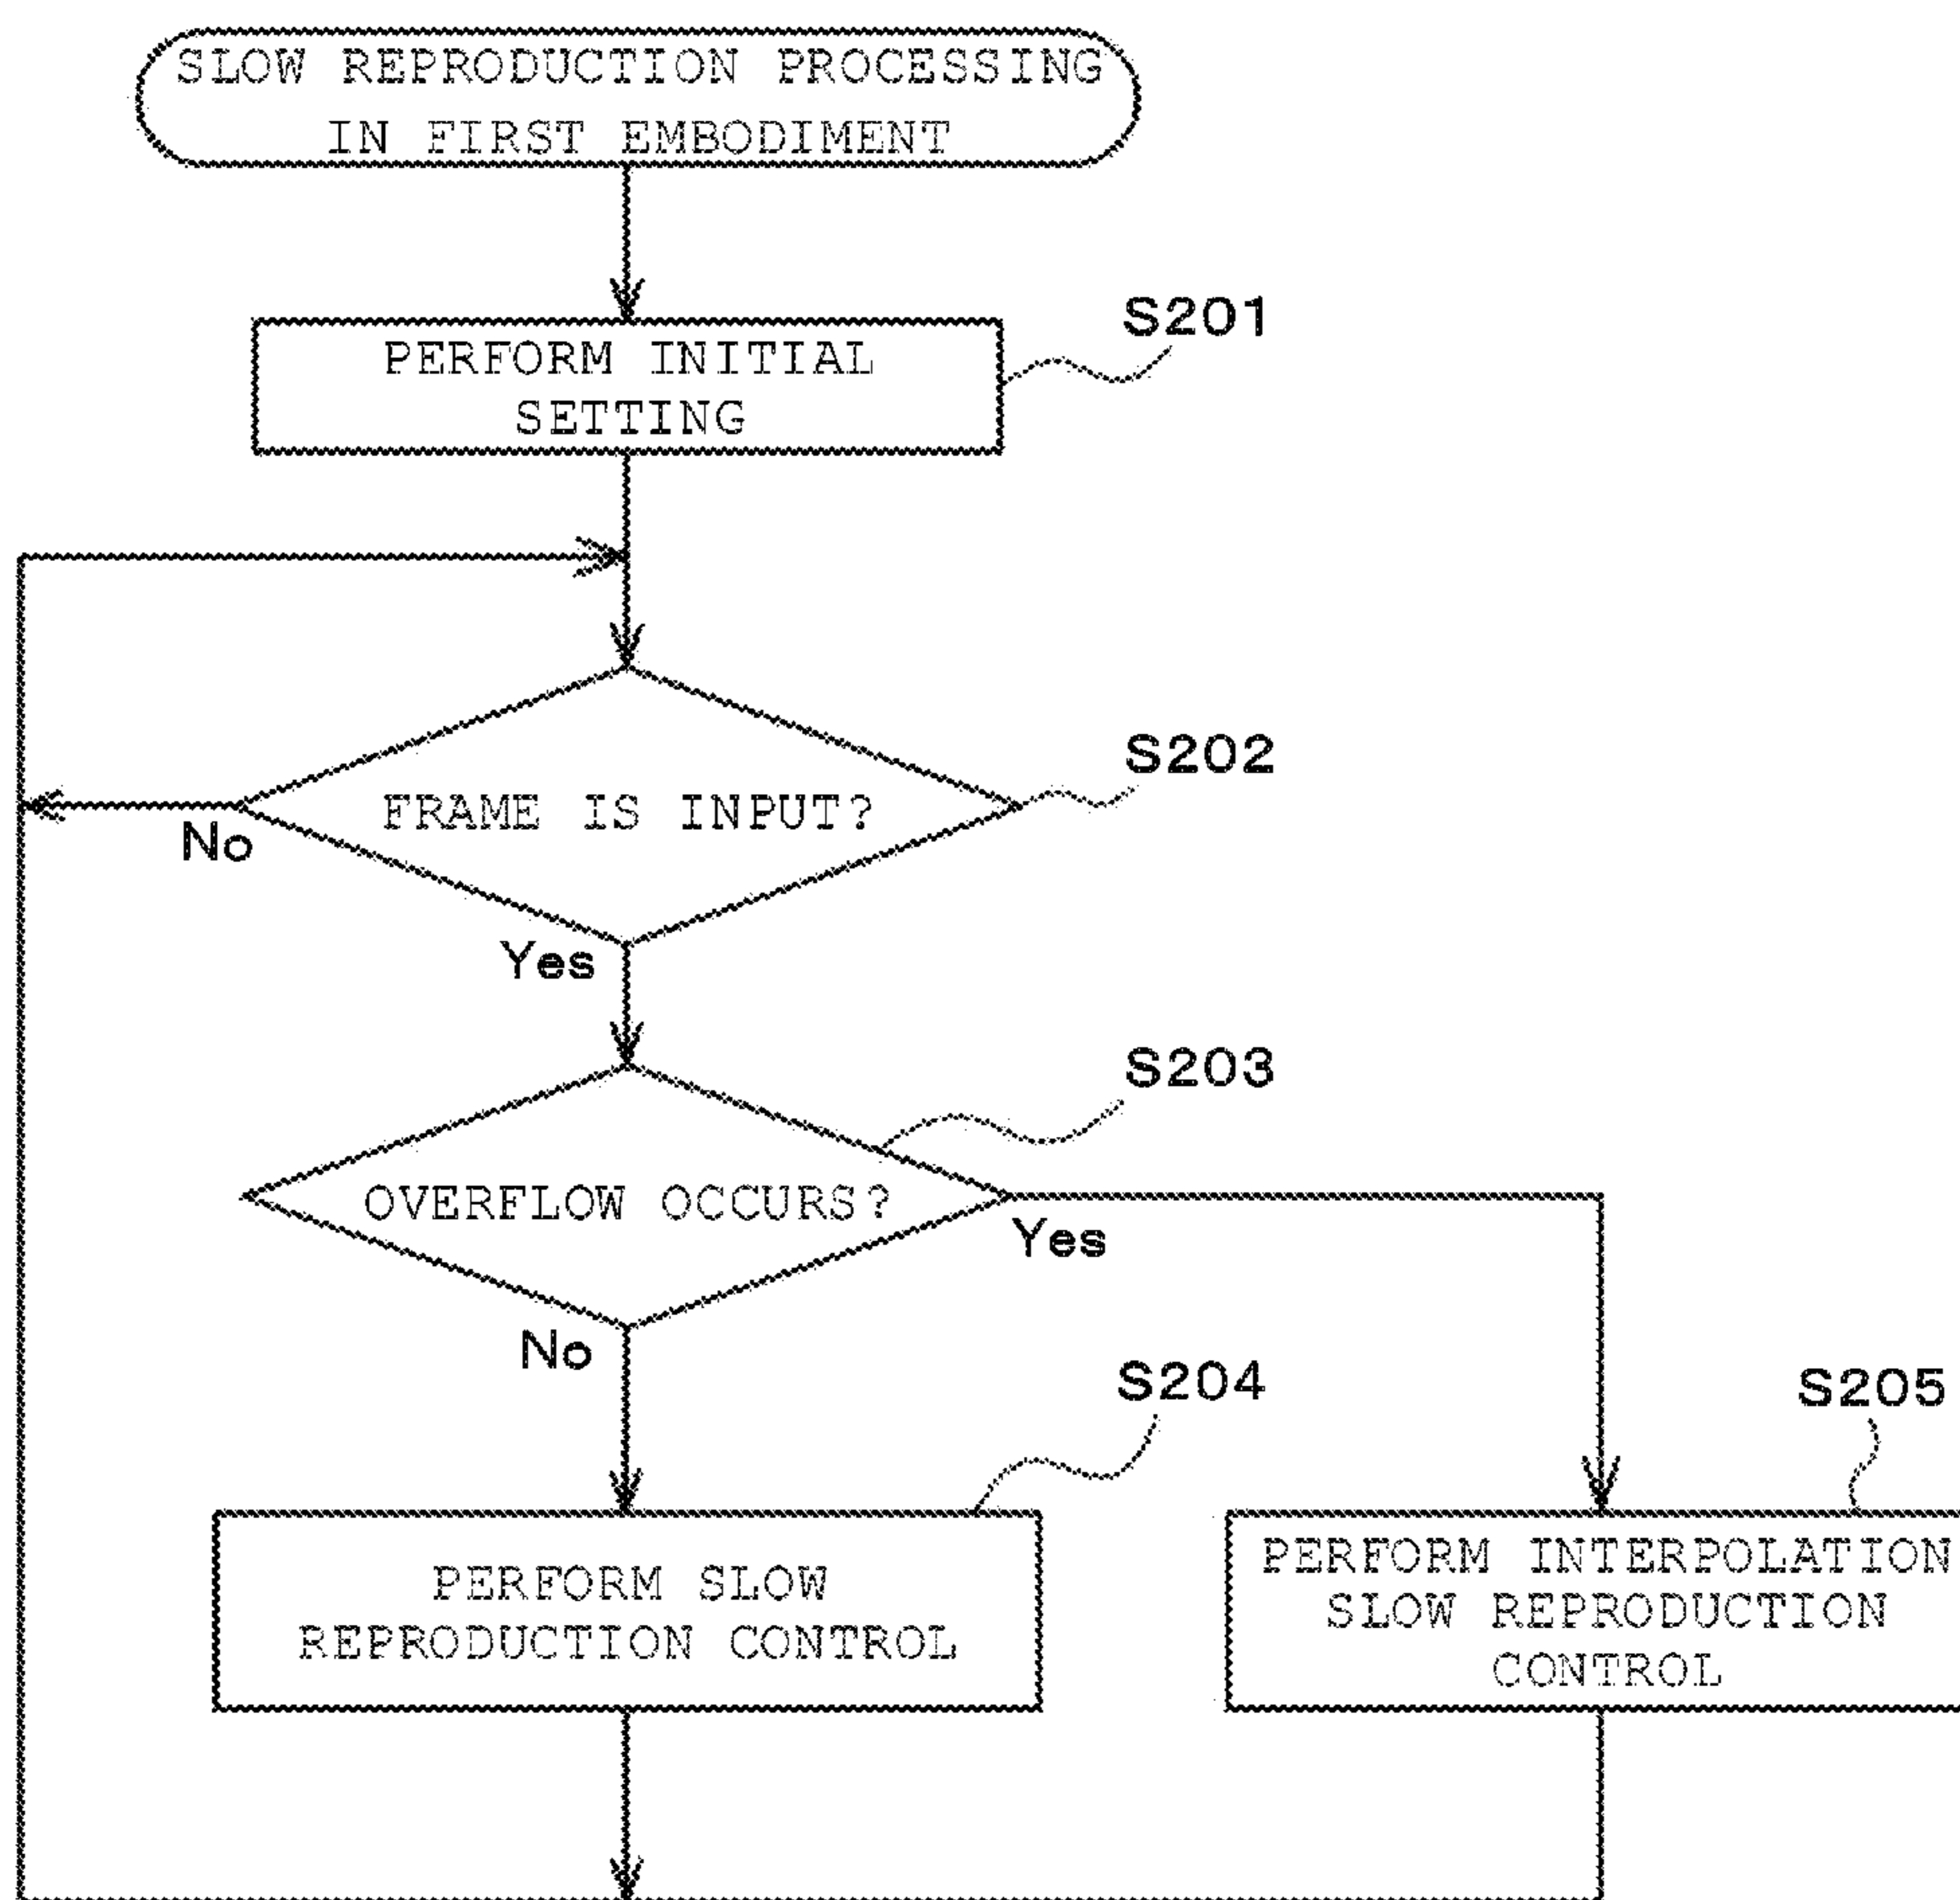 SLOW REPRODUCTION PROCESSING
IN FIRST EMBODIMENT
S201
PERFORM INITIAL
SETTING
S202
FRAME IS INPUT?
No
Yes
S203
OVERFLOW OCCURS?
Yes
No
S204
S205
PERFORM SLOW
REPRODUCTION CONTROL
PERFORM INTERPOLATION
SLOW REPRODUCTION
CONTROL